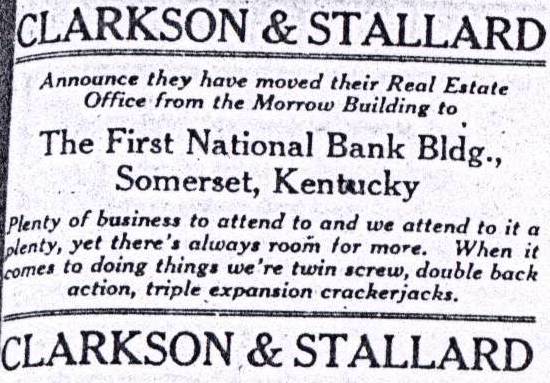 CLARKSON & STALLARD
Announce they have moved their Real Estate
Office from the Morrow Building to
The First National Bank Bldg.,
Somerset, Kentucky
Plenty of business to attend to and we attend to it a
plenty, yet there's always room for more. When it
comes to doing things we're twin screw, double back
action, triple expansion crackerjacks.
CLARKSON & STALLARD